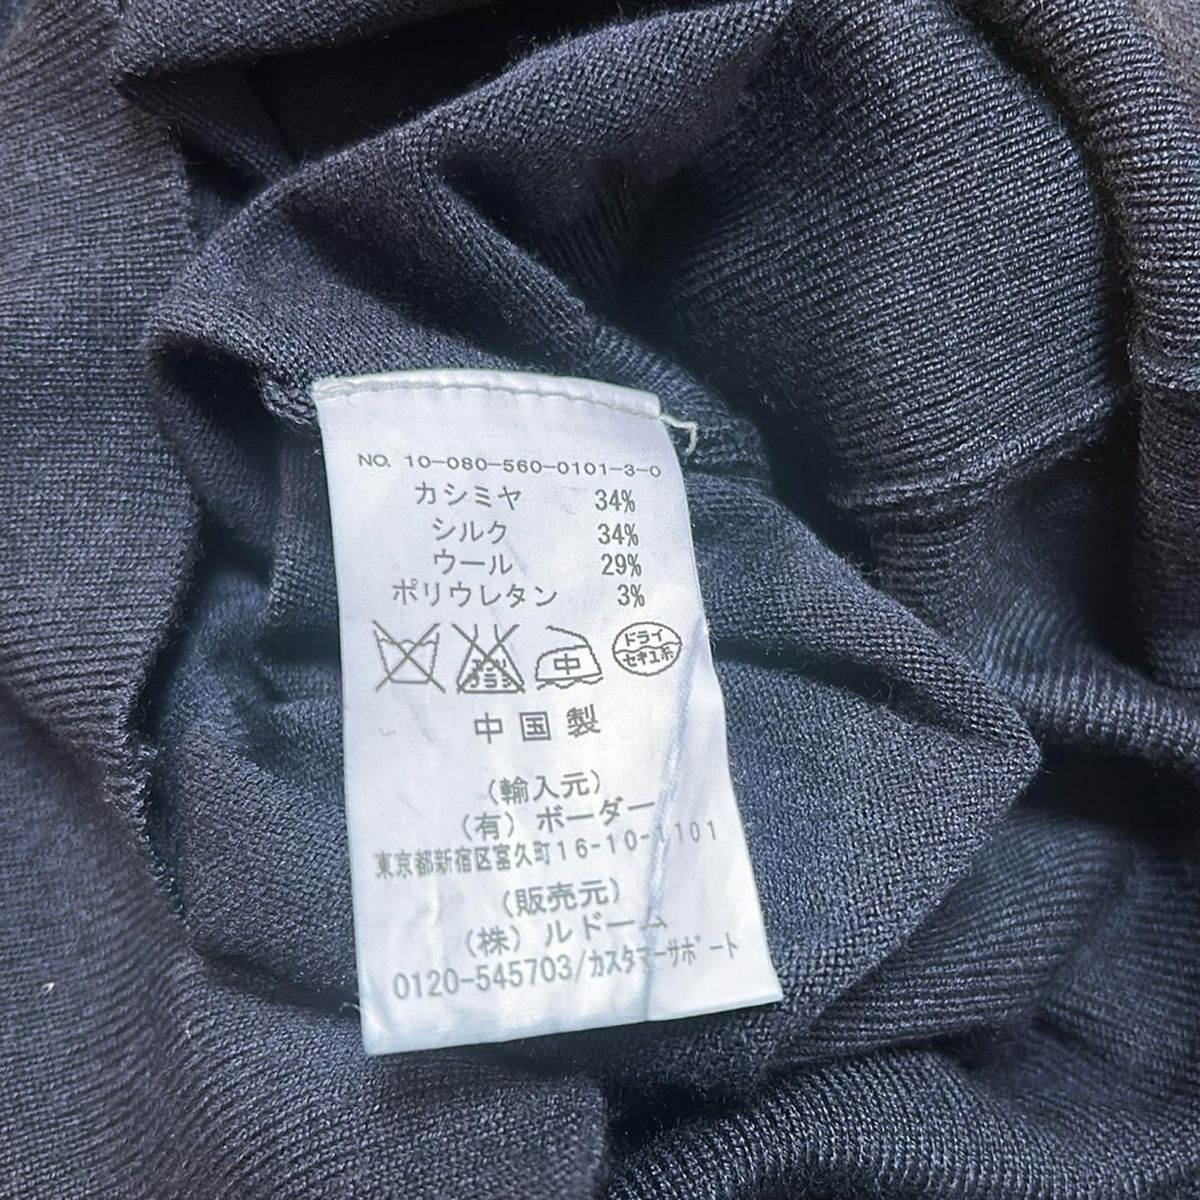 NO. 10-080-560-0101-3-0
カシミヤ 34%
シルク 34%
ウール 29%
ポリウレタン 3%
中
ドライ
セキユ系
中国製
(輸入元)
(有) ボーダー
東京都新宿区富久町16-10-1101
(販売元)
(株) ルドーム
0120-545703/カスタマーサポート